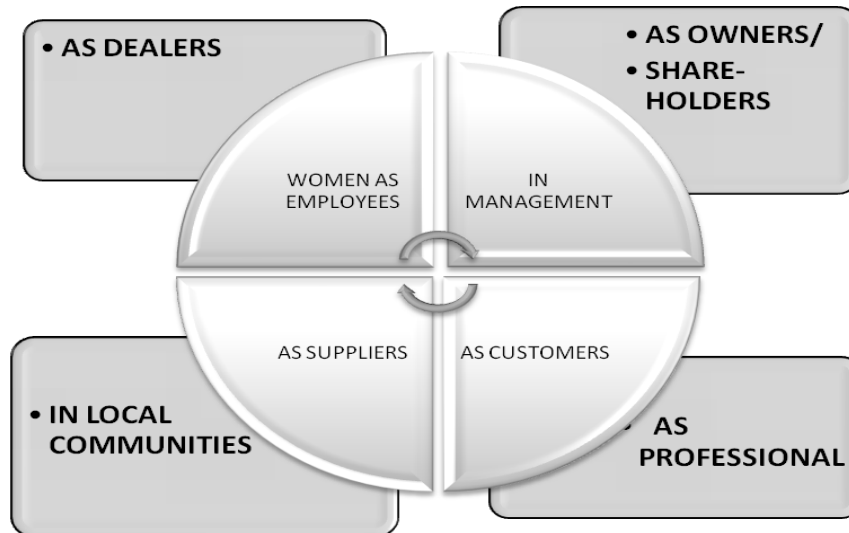 • AS DEALERS
• AS OWNERS/
• SHARE-
HOLDERS
WOMEN AS
EMPLOYEES
IN
MANAGEMENT
AS SUPPLIERS
AS CUSTOMERS
• IN LOCAL
COMMUNITIES
• AS
PROFESSIONAL